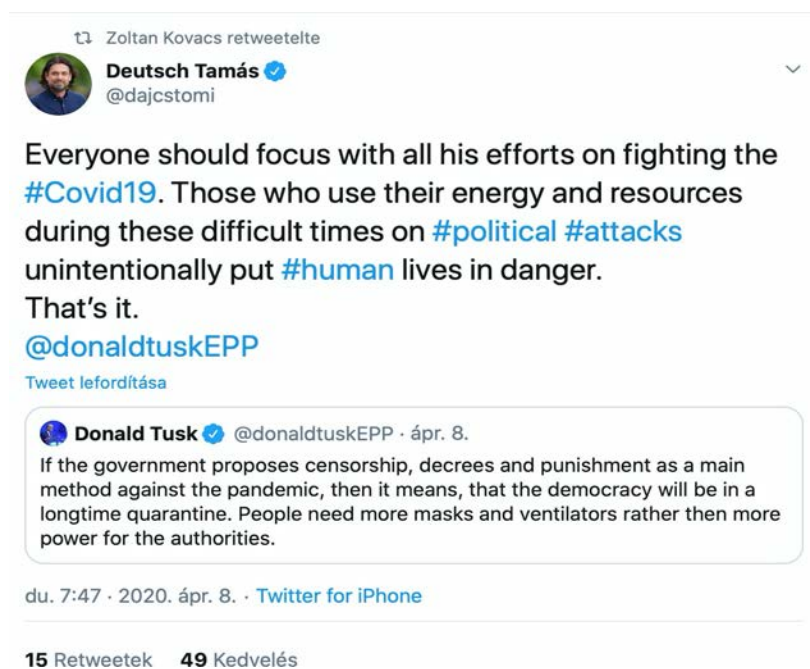 Zoltan Kovacs retweetelte
Deutsch Tamás
@dajcstomi
Everyone should focus with all his efforts on fighting the
#Covid19. Those who use their energy and resources
during these difficult times on #political #attacks
unintentionally put #human lives in danger.
That's it.
@donaldtuskEPP
Tweet lefordítása
Donald Tusk @donaldtuskEPP · ápr. 8.
If the government proposes censorship, decrees and punishment as a main
method against the pandemic, then it means, that the democracy will be in a
longtime quarantine. People need more masks and ventilators rather then more
power for the authorities.
du. 7:47 · 2020. ápr. 8. · Twitter for iPhone
15 Retweetek 49 Kedvelés